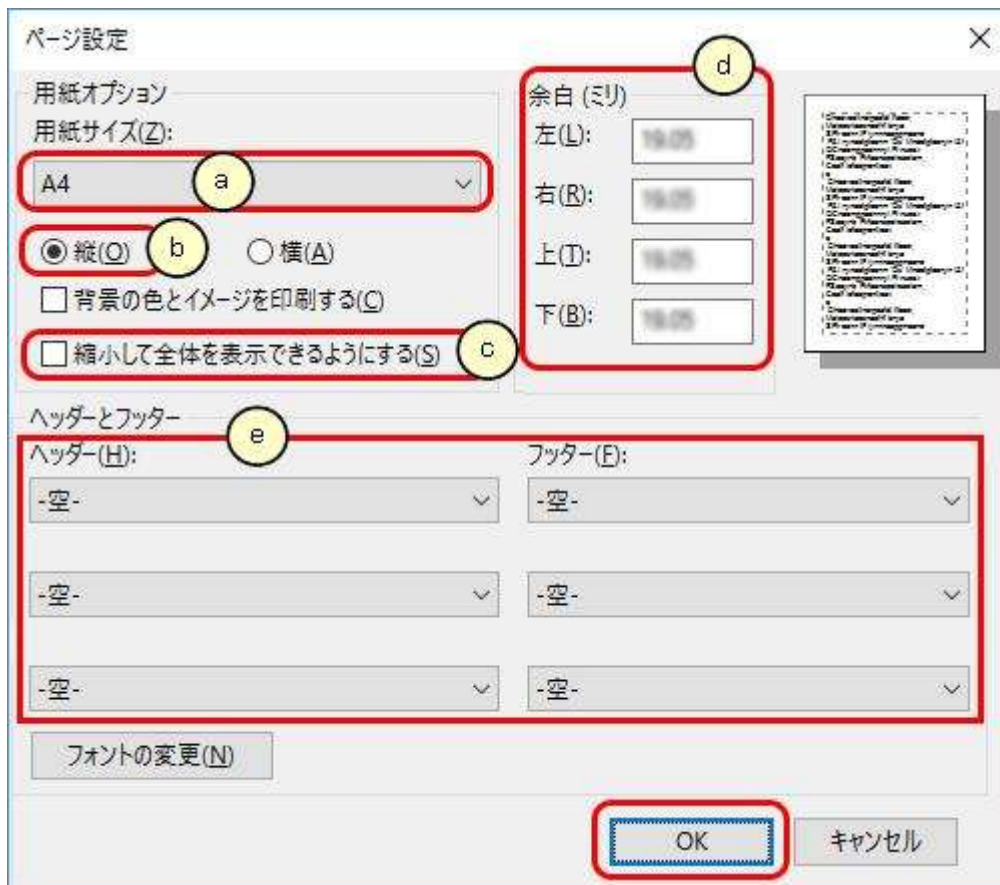 ページ設定
d
用紙オプション
用紙サイズ(Z):
A4
a
縦(O)
b
横(A)
背景の色とイメージを印刷する(C)
縮小して全体を表示できるようにする(S)
c
余白 (ミリ)
左(L):
右(R):
上(T):
下(B):
ヘッダーとフッター
e
ヘッダー(H):
フッター(F):
-空-
-空-
-空-
-空-
-空-
-空-
フォントの変更(N)
OK
キャンセル